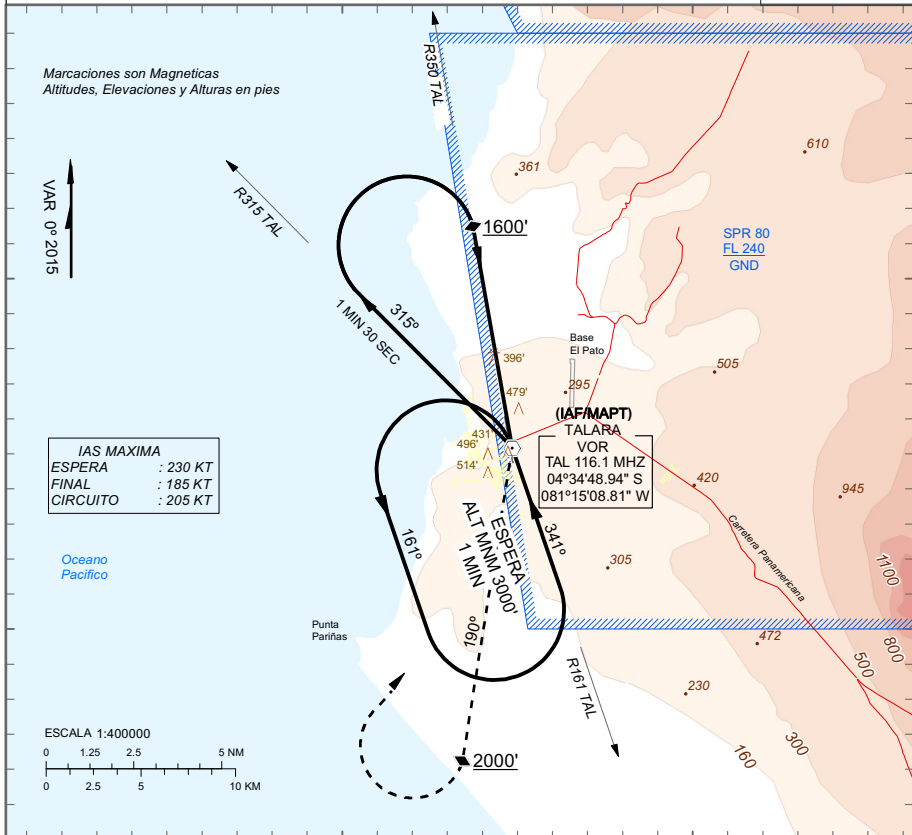 Marcaciones son Magneticas
Altitudes, Elevaciones y Alturas en pies
VAR 0º 2015
R350 TAL
R315 TAL
361
610
1600'
SPR 80
FL 240
GND
315º
1 MIN 30 SEC
Base
El Pato
396'
505
295
479'
(IAF/MAPT)
TALARA
VOR
TAL 116.1 MHZ
04º34'48.94" S
081º15'08.81" W
431'
496'
514'
IAS MAXIMA
ESPERA : 230 KT
FINAL : 185 KT
CIRCUITO : 205 KT
420
945
161º
ESPERA
ALT MNM 3000'
1 MIN
341º
190º
Carretera Panamericana
Oceano
Pacifico
305
1100
Punta
Pariñas
472
800
500
R161 TAL
230
300
160
2000'
ESCALA 1:400000
0 1.25 2.5 5 NM
0 2.5 5 10 KM